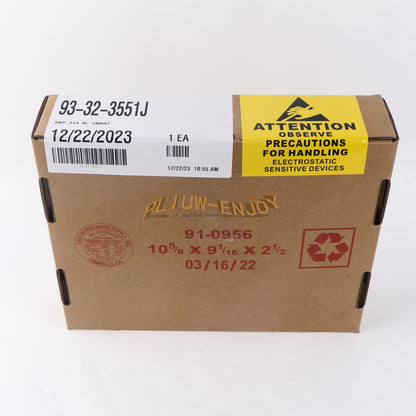 93-32-3551J
12/22/2023
1 EA
12/22/23 10:55 AM
ATTENTION
OBSERVE
PRECAUTIONS
FOR HANDLING
ELECTROSTATIC
SENSITIVE DEVICES
PLIUW-ENJOY
91-0956
10 5/8 X 9 1/16 X 2 1/2
03/16/22